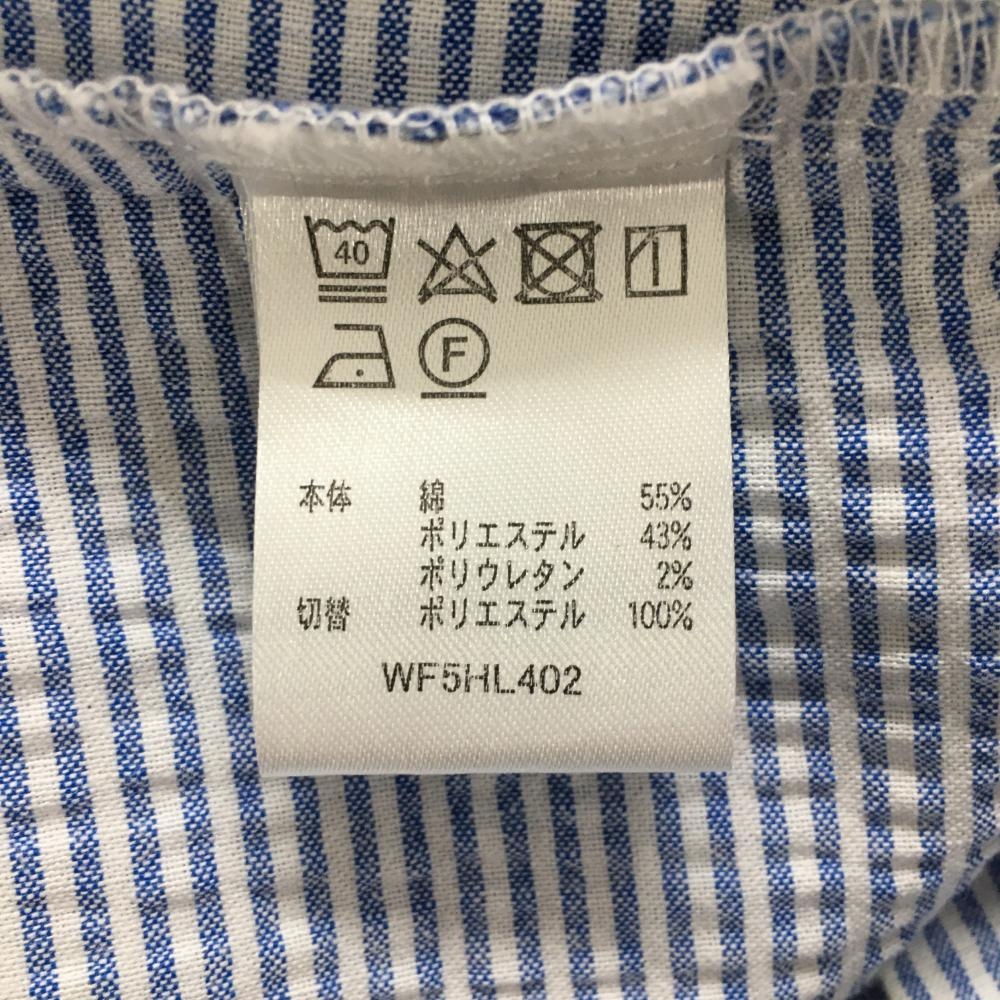 40
F
本体 綿 55%
ポリエステル 43%
ポリウレタン 2%
切替 ポリエステル 100%
WF5HL402